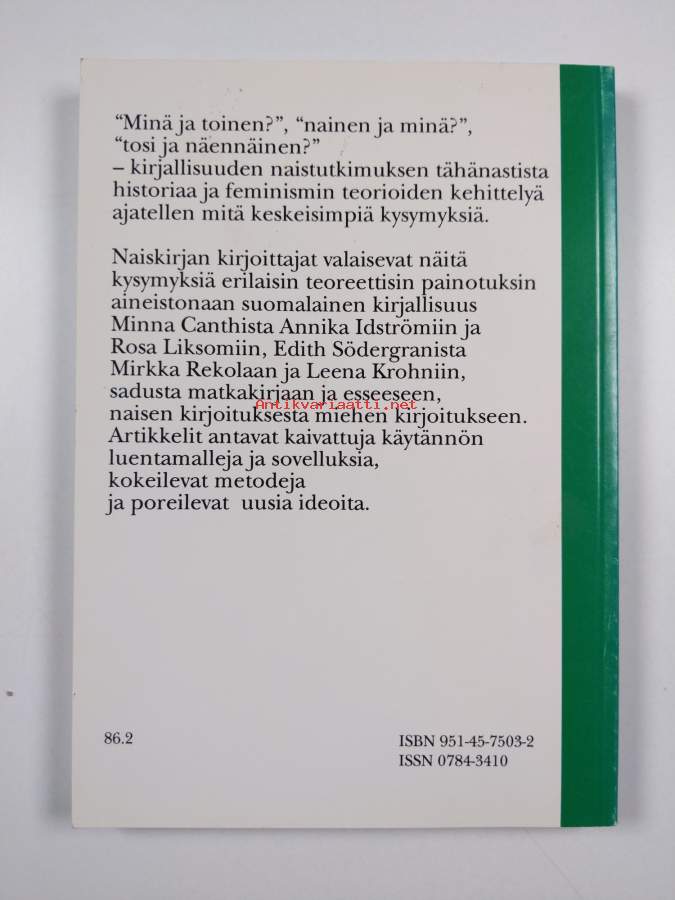 “Minä ja toinen?”, “nainen ja minä?”,
“tosi ja näennäinen?”
– kirjallisuuden naistutkimuksen tähänastista
historiaa ja feminismin teorioiden kehittelyä
ajatellen mitä keskeisimpiä kysymyksiä.
Naiskirjan kirjoittajat valaisevat näitä
kysymyksiä erilaisin teoreettisin painotuksin
aineistonaan suomalainen kirjallisuus
Minna Canthista Annika Idströmiin ja
Rosa Liksomiin, Edith Södergranista
Mirkka Rekolaan ja Leena Krohniin,
sadusta matkakirjaan ja esseeseen,
Antikvariaatti.net
naisen kirjoituksesta miehen kirjoitukseen.
Artikkelit antavat kaivattuja käytännön
luentamalleja ja sovelluksia,
kokeilevat metodeja
ja poreilevat uusia ideoita.
86.2
ISBN 951-45-7503-2
ISSN 0784-3410